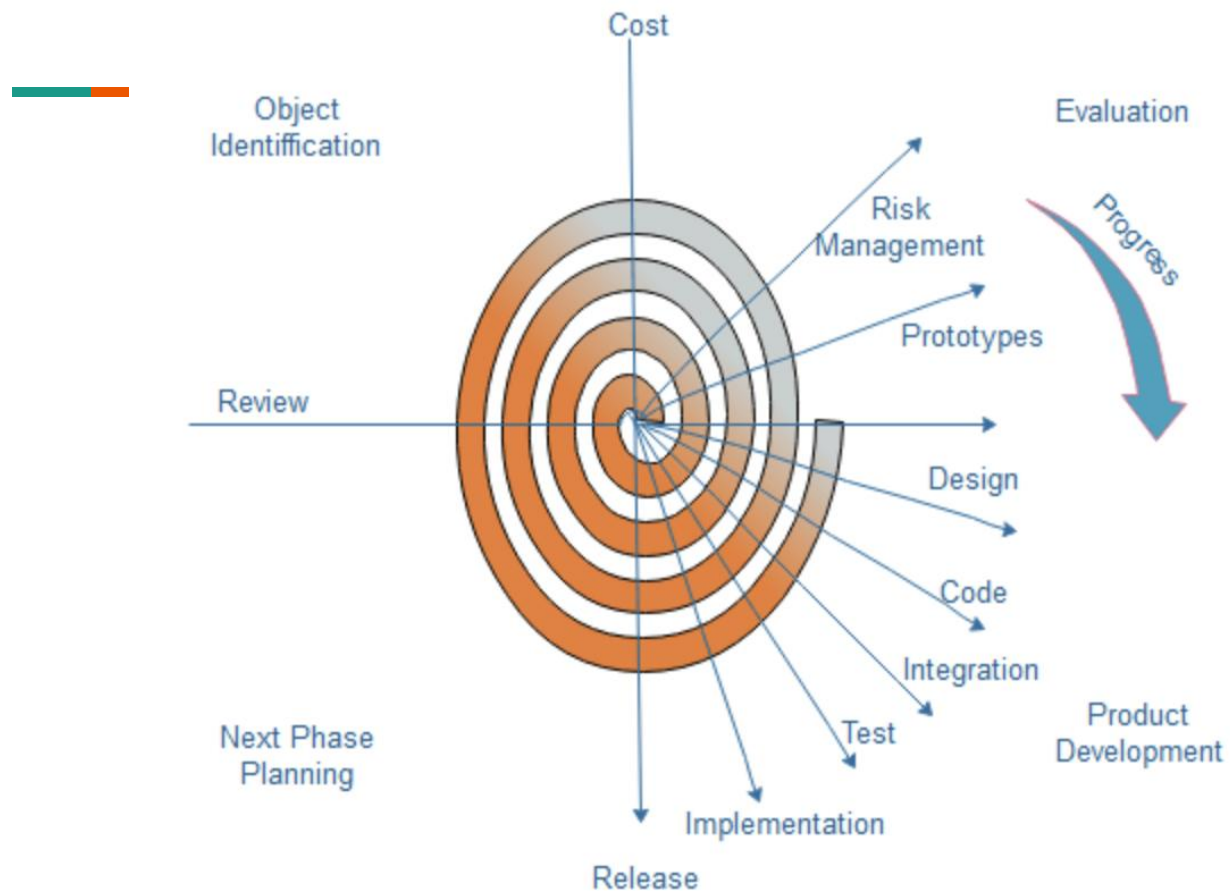 Cost
Object
Identiffication
Evaluation
Progress
Risk
Management
Prototypes
Review
Design
Code
Integration
Product
Development
Test
Next Phase
Planning
Implementation
Release